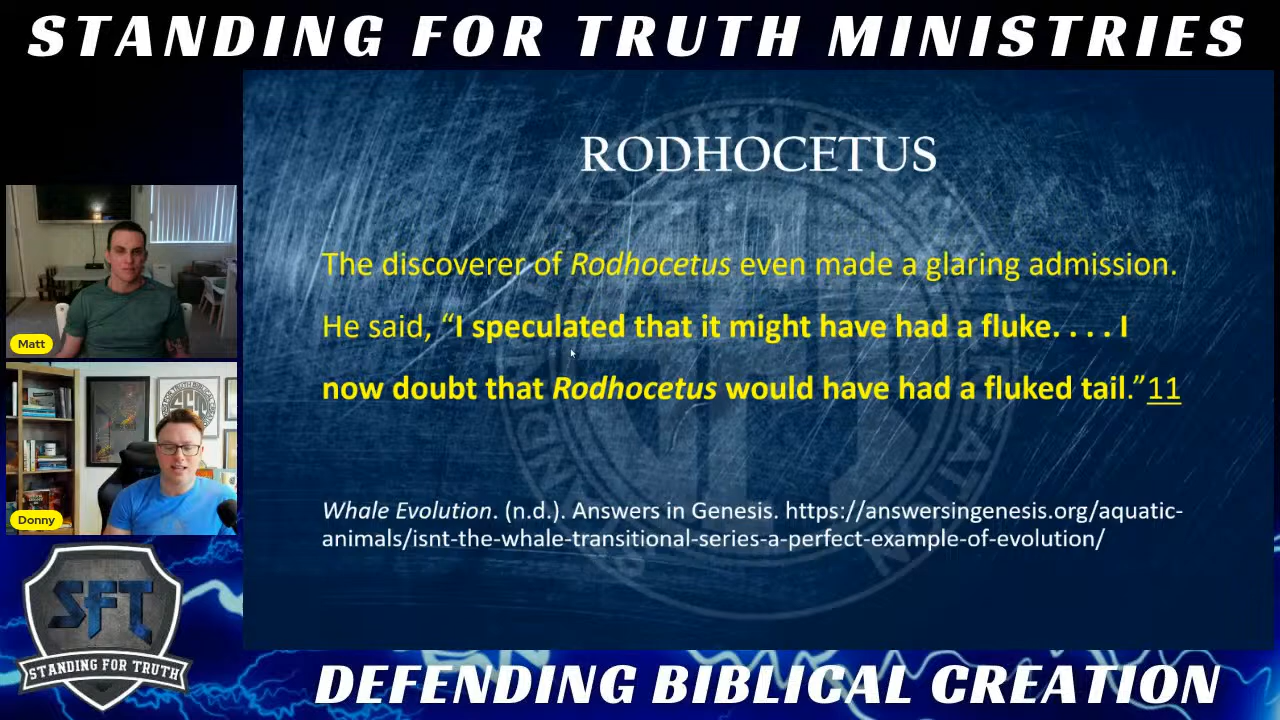 STANDING FOR TRUTH MINISTRIES
RODHOCETUS
The discoverer of Rodhocetus even made a glaring admission.
He said, “I speculated that it might have had a fluke. . . . I
now doubt that Rodhocetus would have had a fluked tail.”11
Whale Evolution. (n.d.). Answers in Genesis. https://answersingenesis.org/aquatic-
animals/isnt-the-whale-transitional-series-a-perfect-example-of-evolution/
Matt
Donny
SFT
STANDING FOR TRUTH
DEFENDING BIBLICAL CREATION